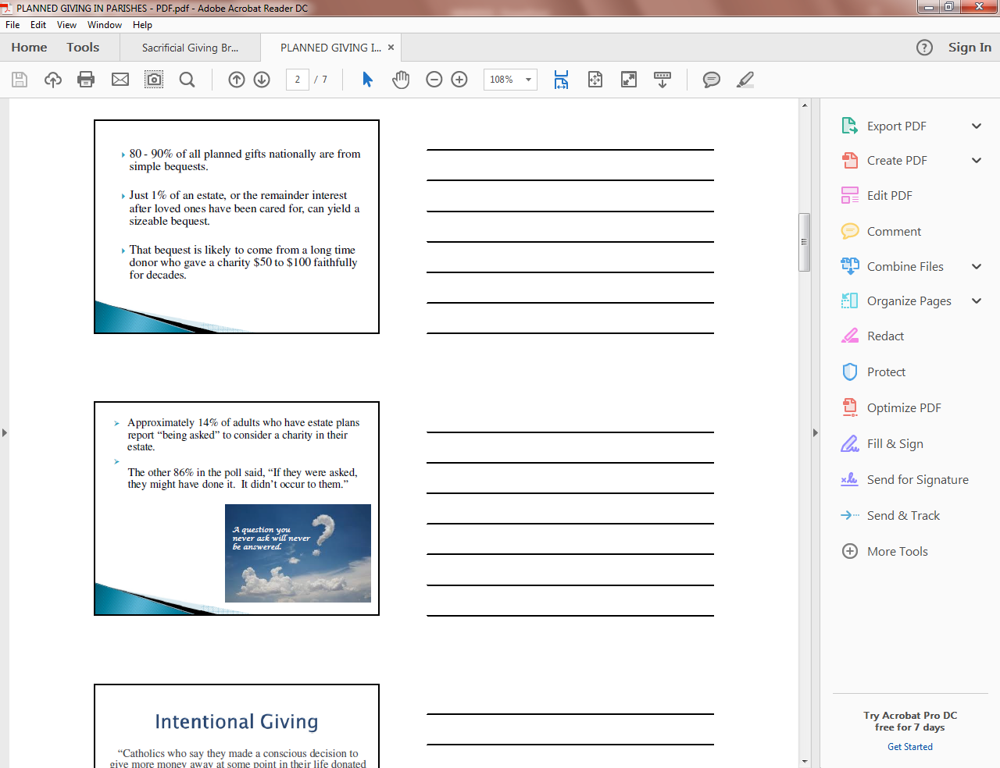 PLANNED GIVING IN PARISHES - PDF.pdf - Adobe Acrobat Reader DC
File Edit View Window Help
Home Tools Sacrificial Giving Br... PLANNED GIVING I... × ? Sign In
2 / 7 108%
80 - 90% of all planned gifts nationally are from
simple bequests.
Just 1% of an estate, or the remainder interest
after loved ones have been cared for, can yield a
sizeable bequest.
That bequest is likely to come from a long time
donor who gave a charity $50 to $100 faithfully
for decades.
Approximately 14% of adults who have estate plans
report “being asked” to consider a charity in their
estate.
The other 86% in the poll said, “If they were asked,
they might have done it.  It didn’t occur to them.”
A question you
never ask will never
be answered.
Intentional Giving
“Catholics who say they made a conscious decision to
give more money away at some point in their life donated
Export PDF
Create PDF
Edit PDF
Comment
Combine Files
Organize Pages
Redact
Protect
Optimize PDF
Fill & Sign
Send for Signature
Send & Track
More Tools
Try Acrobat Pro DC
free for 7 days
Get Started